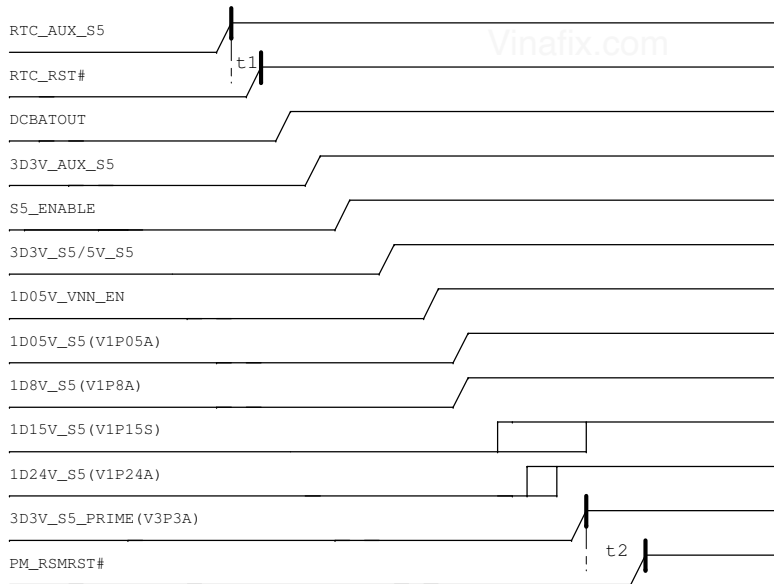 RTC_AUX_S5
Vinafix.com
t1
RTC_RST#
DCBATOUT
3D3V_AUX_S5
S5_ENABLE
3D3V_S5/5V_S5
1D05V_VNN_EN
1D05V_S5(V1P05A)
1D8V_S5(V1P8A)
1D15V_S5(V1P15S)
1D24V_S5(V1P24A)
3D3V_S5_PRIME(V3P3A)
t2
PM_RSMRST#